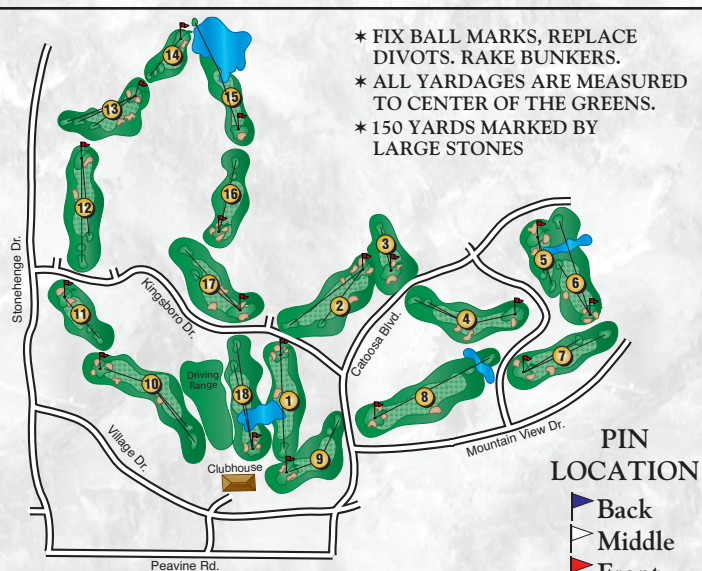 ✶ FIX BALL MARKS, REPLACE
DIVOTS. RAKE BUNKERS.
✶ ALL YARDAGES ARE MEASURED
TO CENTER OF THE GREENS.
✶ 150 YARDS MARKED BY
LARGE STONES
14
15
13
12
16
3
5
6
17
2
4
11
7
10
18
1
8
9
Stonehenge Dr.
Kingsboro Dr.
Catoosa Blvd.
Driving
Range
Village Dr.
Clubhouse
Mountain View Dr.
Peavine Rd.
PIN
LOCATION
Back
Middle
Front